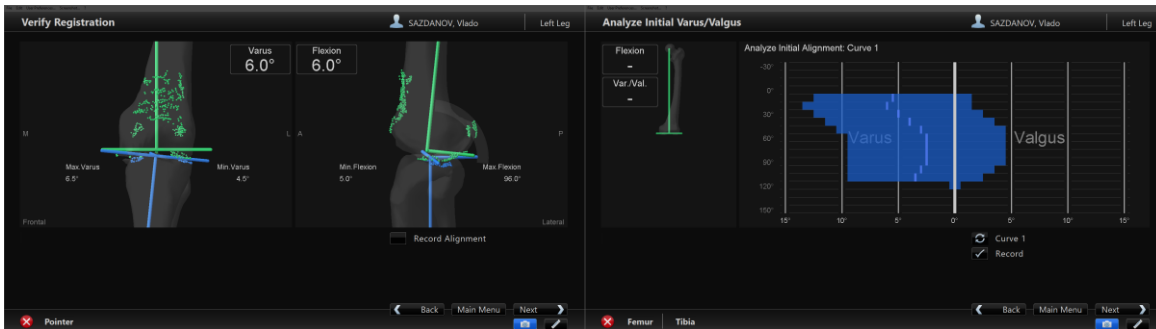 Verify Registration
SAZDANOV, Vlado
Left Leg
Varus
6.0°
Flexion
6.0°
M
L
A
P
Max.Varus
6.5°
Min.Varus
4.5°
Min.Flexion
5.0°
Max.Flexion
96.0°
Frontal
Lateral
Record Alignment
Back
Main Menu
Next
Pointer
Analyze Initial Varus/Valgus
SAZDANOV, Vlado
Left Leg
Flexion
-
Var./Val.
-
Analyze Initial Alignment: Curve 1
-30°
0°
30°
60°
90°
120°
150°
Varus
Valgus
15°
10°
5°
0°
5°
10°
15°
Curve 1
Record
Back
Main Menu
Next
Femur
Tibia